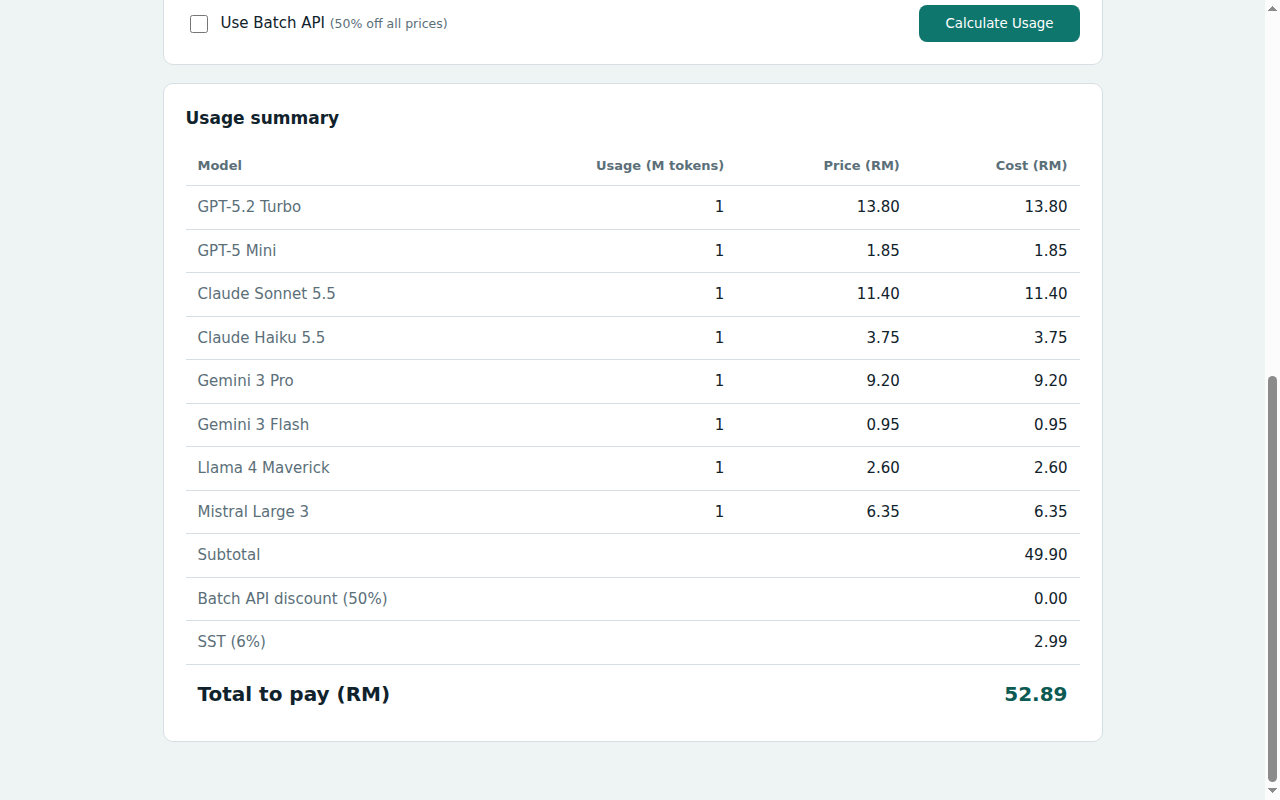 Use Batch API (50% off all prices) Calculate Usage
Usage summary
Model Usage (M tokens) Price (RM) Cost (RM)
GPT-5.2 Turbo 1 13.80 13.80
GPT-5 Mini 1 1.85 1.85
Claude Sonnet 5.5 1 11.40 11.40
Claude Haiku 5.5 1 3.75 3.75
Gemini 3 Pro 1 9.20 9.20
Gemini 3 Flash 1 0.95 0.95
Llama 4 Maverick 1 2.60 2.60
Mistral Large 3 1 6.35 6.35
Subtotal 49.90
Batch API discount (50%) 0.00
SST (6%) 2.99
Total to pay (RM) 52.89